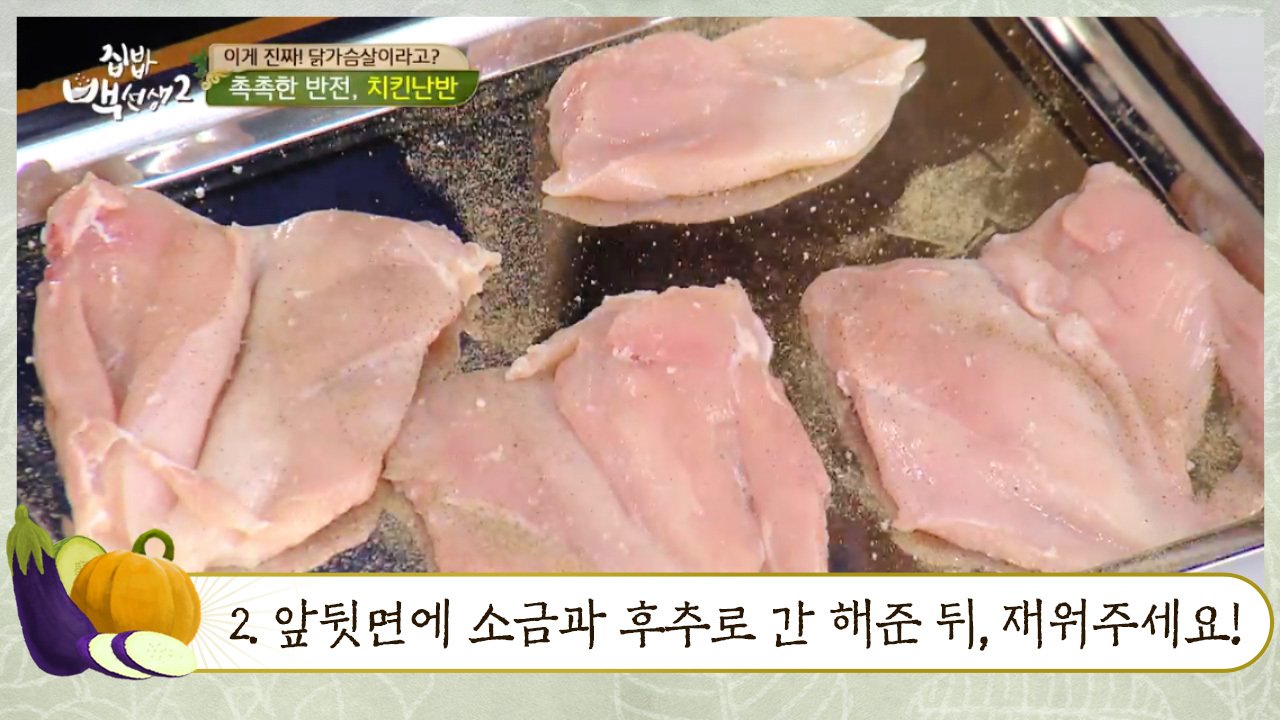 집밥
백선생2
이게 진짜! 닭가슴살이라고?
촉촉한 반전, 치킨난반
2. 앞뒷면에 소금과 후추로 간 해준 뒤, 재워주세요!